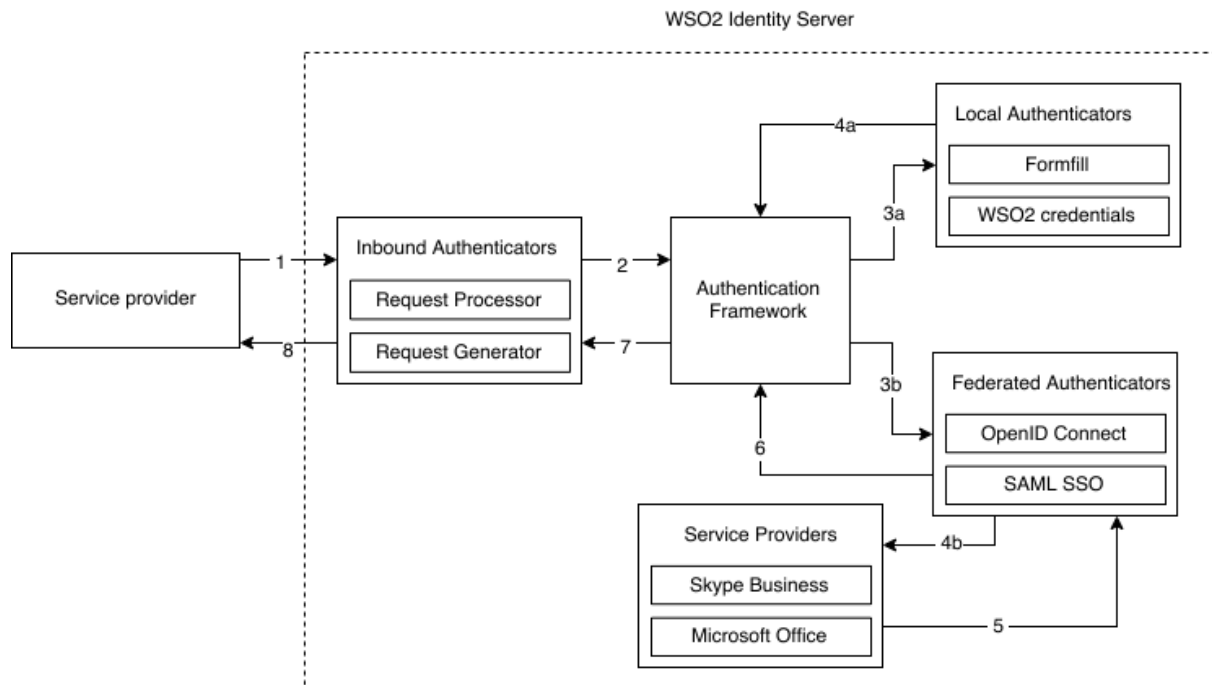 WSO2 Identity Server
Local Authenticators
4a
Formfill
3a
WSO2 credentials
Inbound Authenticators
1
2
Service provider
Request Processor
Authentication
Framework
8
Request Generator
7
3b
Federated Authenticators
OpenID Connect
6
SAML SSO
Service Providers
4b
Skype Business
5
Microsoft Office